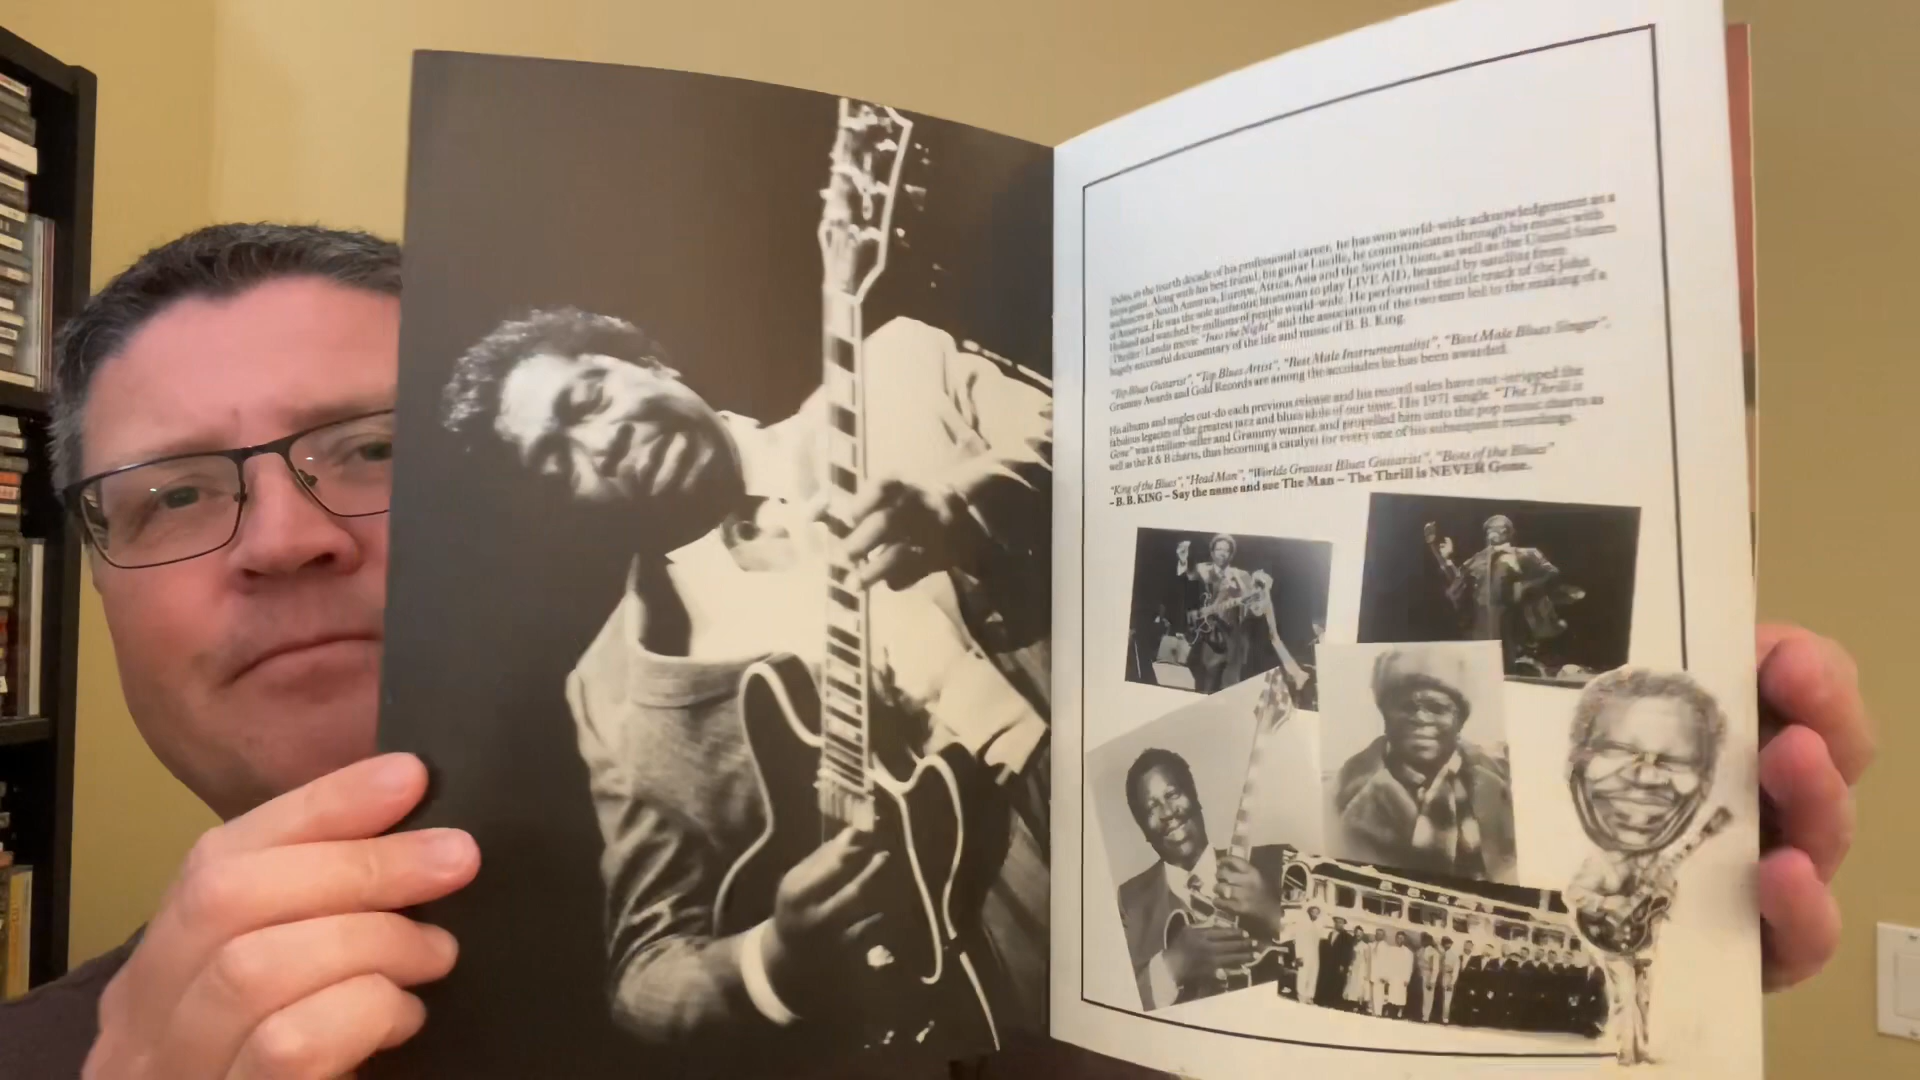 Today, in the fourth decade of his professional career, he has won world-wide acknowledgement as a
bluesman. Along with his best friend, his guitar Lucille, he communicates through his music with
audiences in South America, Europe, Africa, Asia and the Soviet Union, as well as the United States
of America. He was the sole authentic bluesman to play LIVE AID, beamed by satellite from
Holland and watched by millions of people world-wide. He performed the title track of the John
(Thriller) Landis movie "Into the Night" and the association of the two men led to the making of a
hugely successful documentary of the life and music of B. B. King.
"Top Blues Guitarist", "Top Blues Artist", "Best Male Instrumentalist", "Best Male Blues Singer",
Grammy Awards and Gold Records are among the accolades he has been awarded.
His albums and singles out-do each previous release and his record sales have out-stripped the
fabulous legacies of the greatest jazz and blues idols of our time. His 1971 single "The Thrill is
Gone" was a million-seller and Grammy winner, and propelled him onto the pop music charts as
well as the R & B charts, thus becoming a catalyst for every one of his subsequent recordings.
"King of the Blues", "Head Man", "Worlds Greatest Blues Guitarist", "Boss of the Blues"
– B. B. KING – Say the name and see The Man – The Thrill is NEVER Gone.
B. B. K